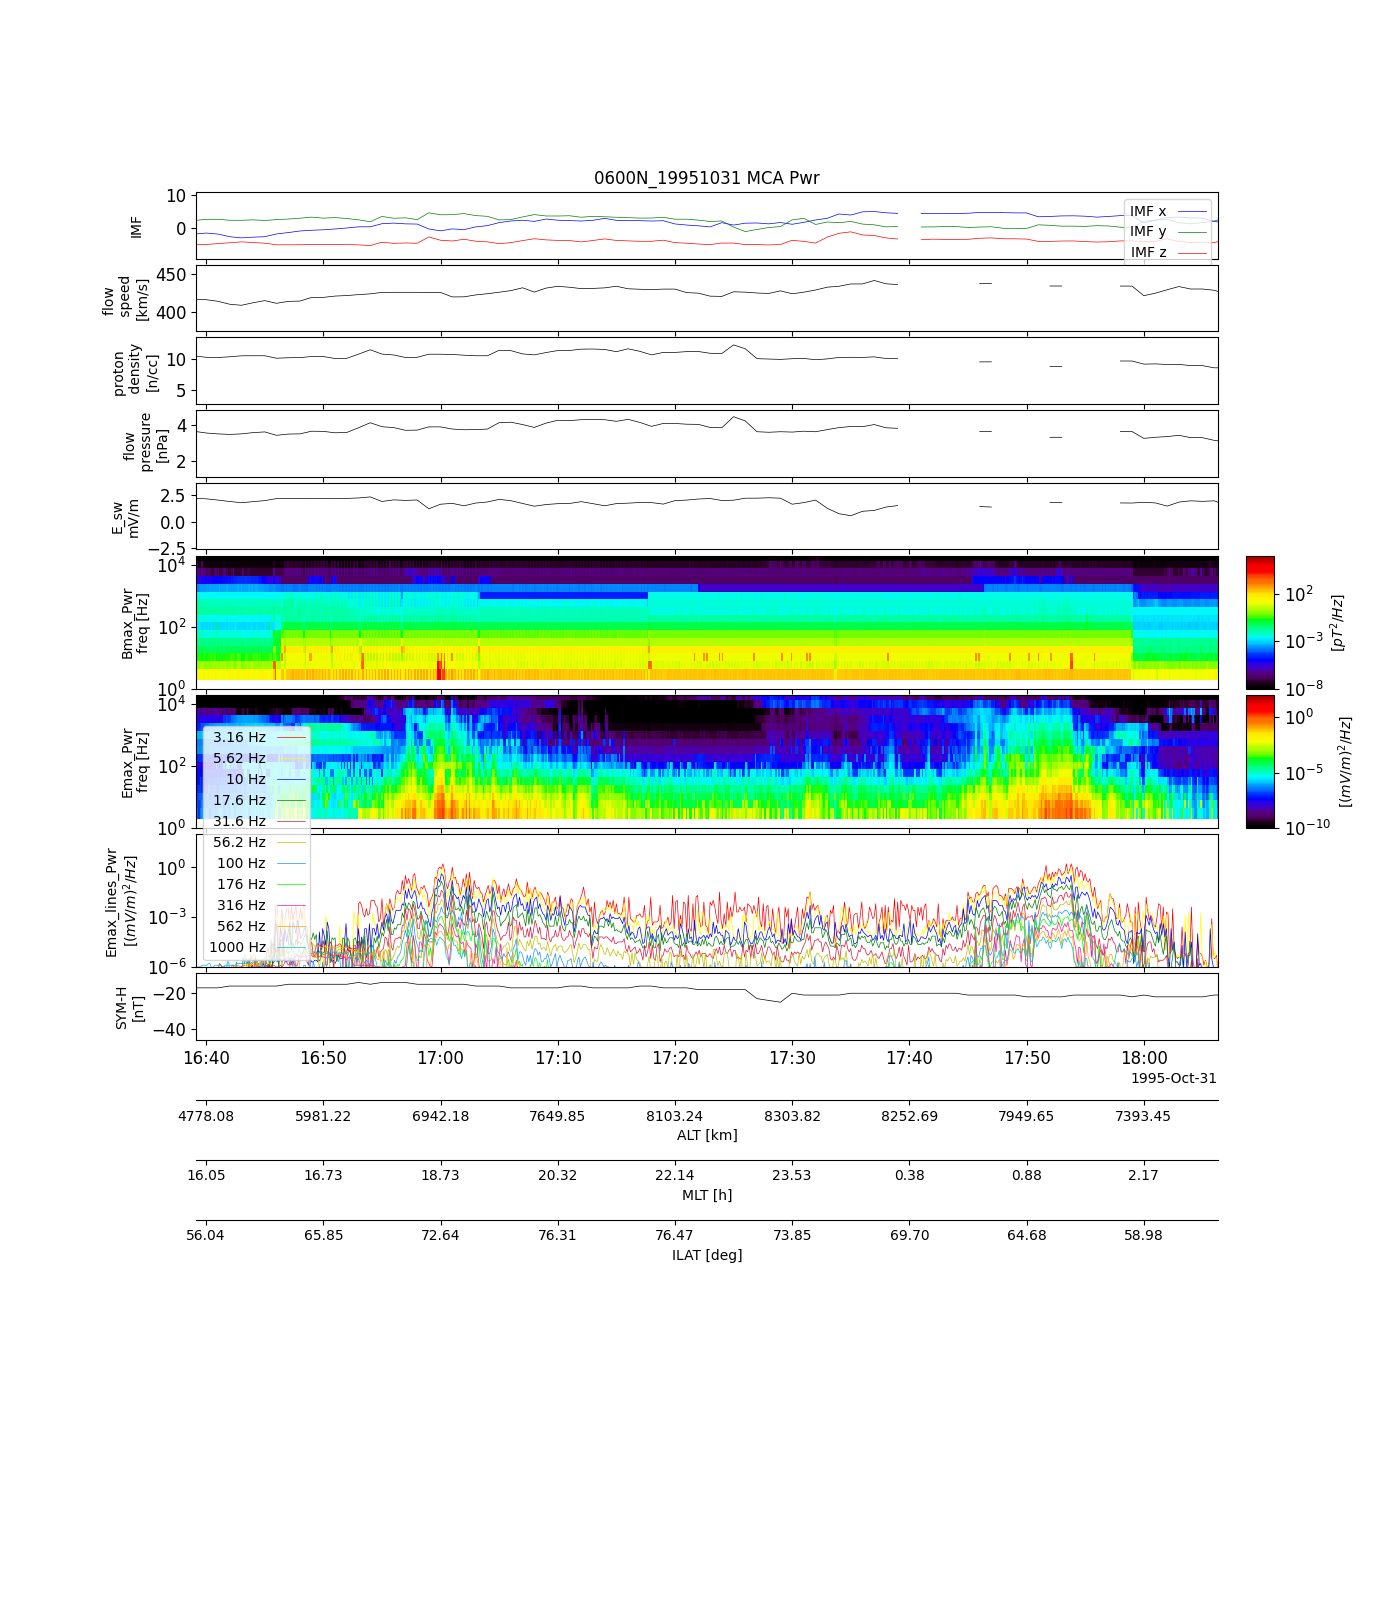 0600N_19951031 MCA Pwr
10
0
IMF
IMF x
IMF y
IMF z
450
400
flow
speed
[km/s]
10
5
proton
density
[n/cc]
4
2
flow
pressure
[nPa]
2.5
0.0
−2.5
E_sw
mV/m
10^4
10^2
10^0
Bmax_Pwr
freq [Hz]
10^2
10^−3
10^−8
[pT^2/Hz]
10^4
10^2
10^0
Emax_Pwr
freq [Hz]
10^0
10^−5
10^−10
[(mV/m)^2/Hz]
3.16 Hz
5.62 Hz
10 Hz
17.6 Hz
31.6 Hz
56.2 Hz
100 Hz
176 Hz
316 Hz
562 Hz
1000 Hz
10^0
10^−3
10^−6
Emax_lines_Pwr
[(mV/m)^2/Hz]
−20
−40
SYM-H
[nT]
16:40 16:50 17:00 17:10 17:20 17:30 17:40 17:50 18:00
1995-Oct-31
4778.08 5981.22 6942.18 7649.85 8103.24 8303.82 8252.69 7949.65 7393.45
ALT [km]
16.05 16.73 18.73 20.32 22.14 23.53 0.38 0.88 2.17
MLT [h]
56.04 65.85 72.64 76.31 76.47 73.85 69.70 64.68 58.98
ILAT [deg]